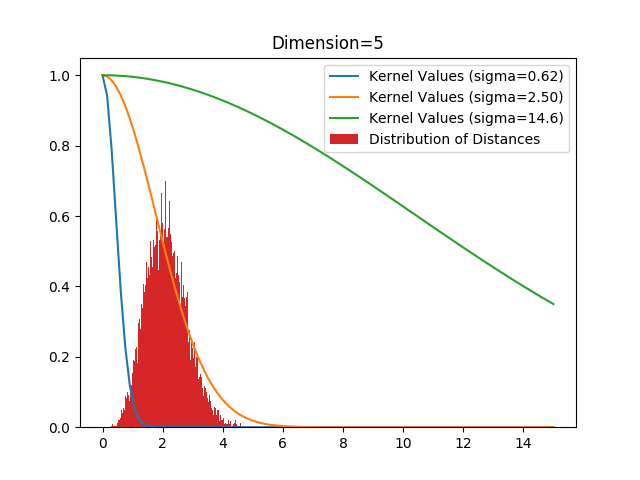 Dimension=5
Kernel Values (sigma=0.62)
Kernel Values (sigma=2.50)
Kernel Values (sigma=14.6)
Distribution of Distances
1.0
0.8
0.6
0.4
0.2
0.0
0 2 4 6 8 10 12 14